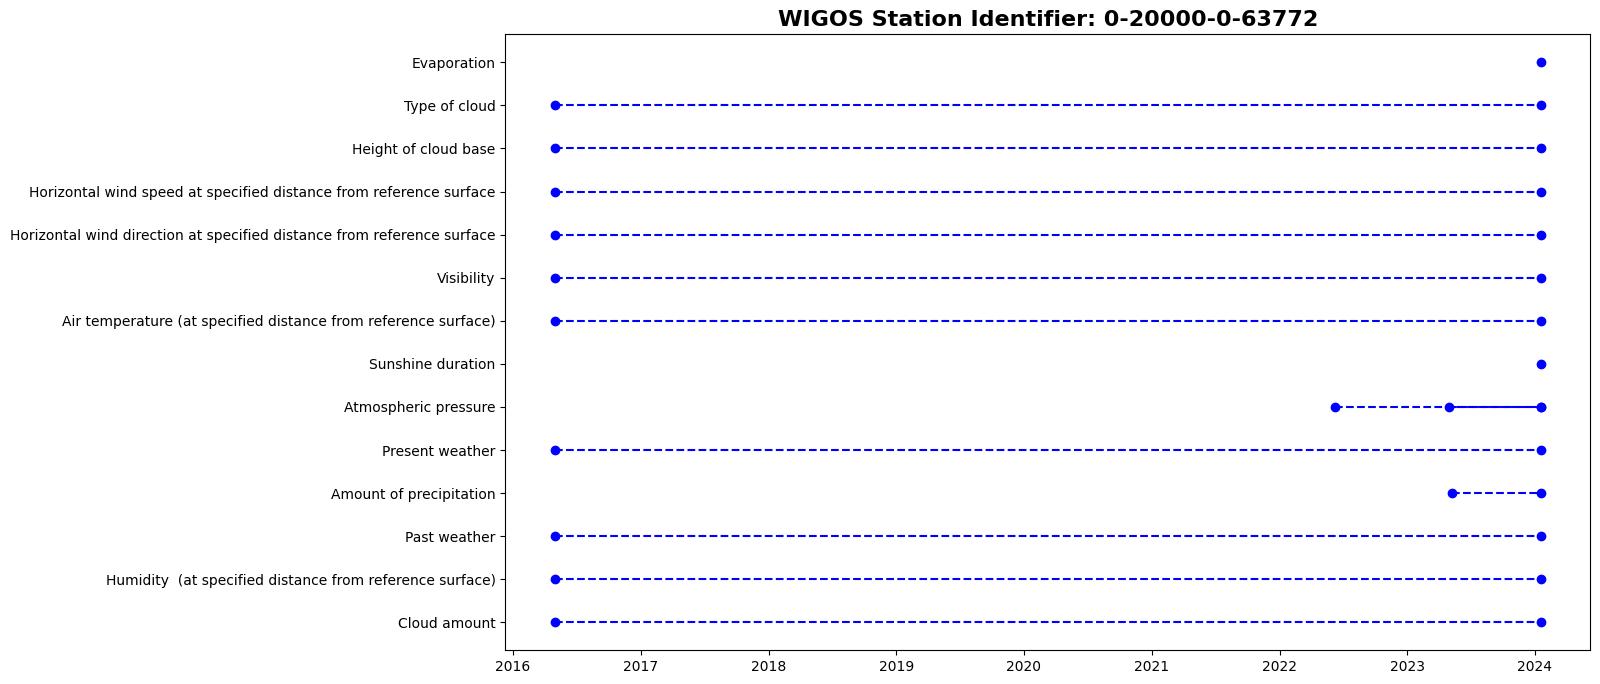 WIGOS Station Identifier: 0-20000-0-63772
Evaporation
Type of cloud
Height of cloud base
Horizontal wind speed at specified distance from reference surface
Horizontal wind direction at specified distance from reference surface
Visibility
Air temperature (at specified distance from reference surface)
Sunshine duration
Atmospheric pressure
Present weather
Amount of precipitation
Past weather
Humidity  (at specified distance from reference surface)
Cloud amount
2016 2017 2018 2019 2020 2021 2022 2023 2024